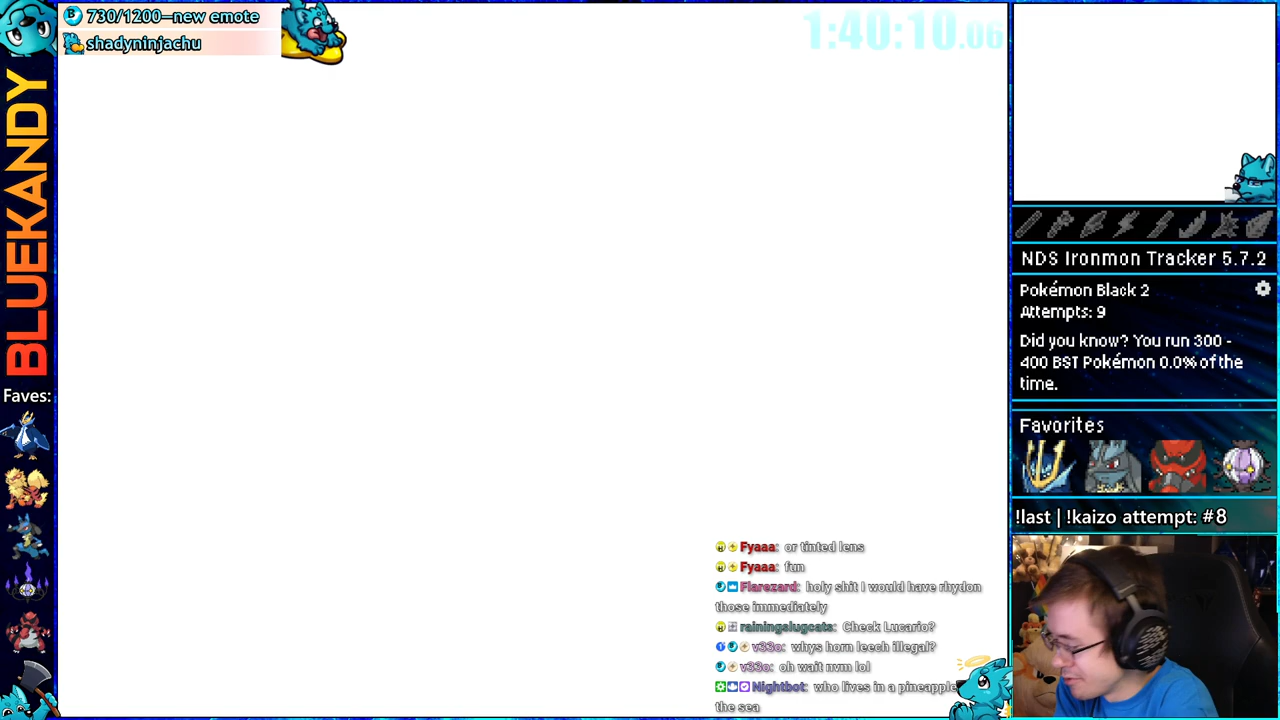 730/1200-new emote
shadyninjachu
1:40:10.06
BLUEKANDY
Faves:
NDS Ironmon Tracker 5.7.2
Pokémon Black 2
Attempts: 9
Did you know? You run 300 -
400 BST Pokémon 0.0% of the
time.
Favorites
!last | !kaizo attempt: #8
Fyaaa: or tinted lens
Fyaaa: fun
Flarezard: holy shit I would have rhydon
those immediately
rainingslugcats: Check Lucario?
v33o: whys horn leech illegal?
v33o: oh wait nvm lol
Nightbot: who lives in a pineapple
the sea